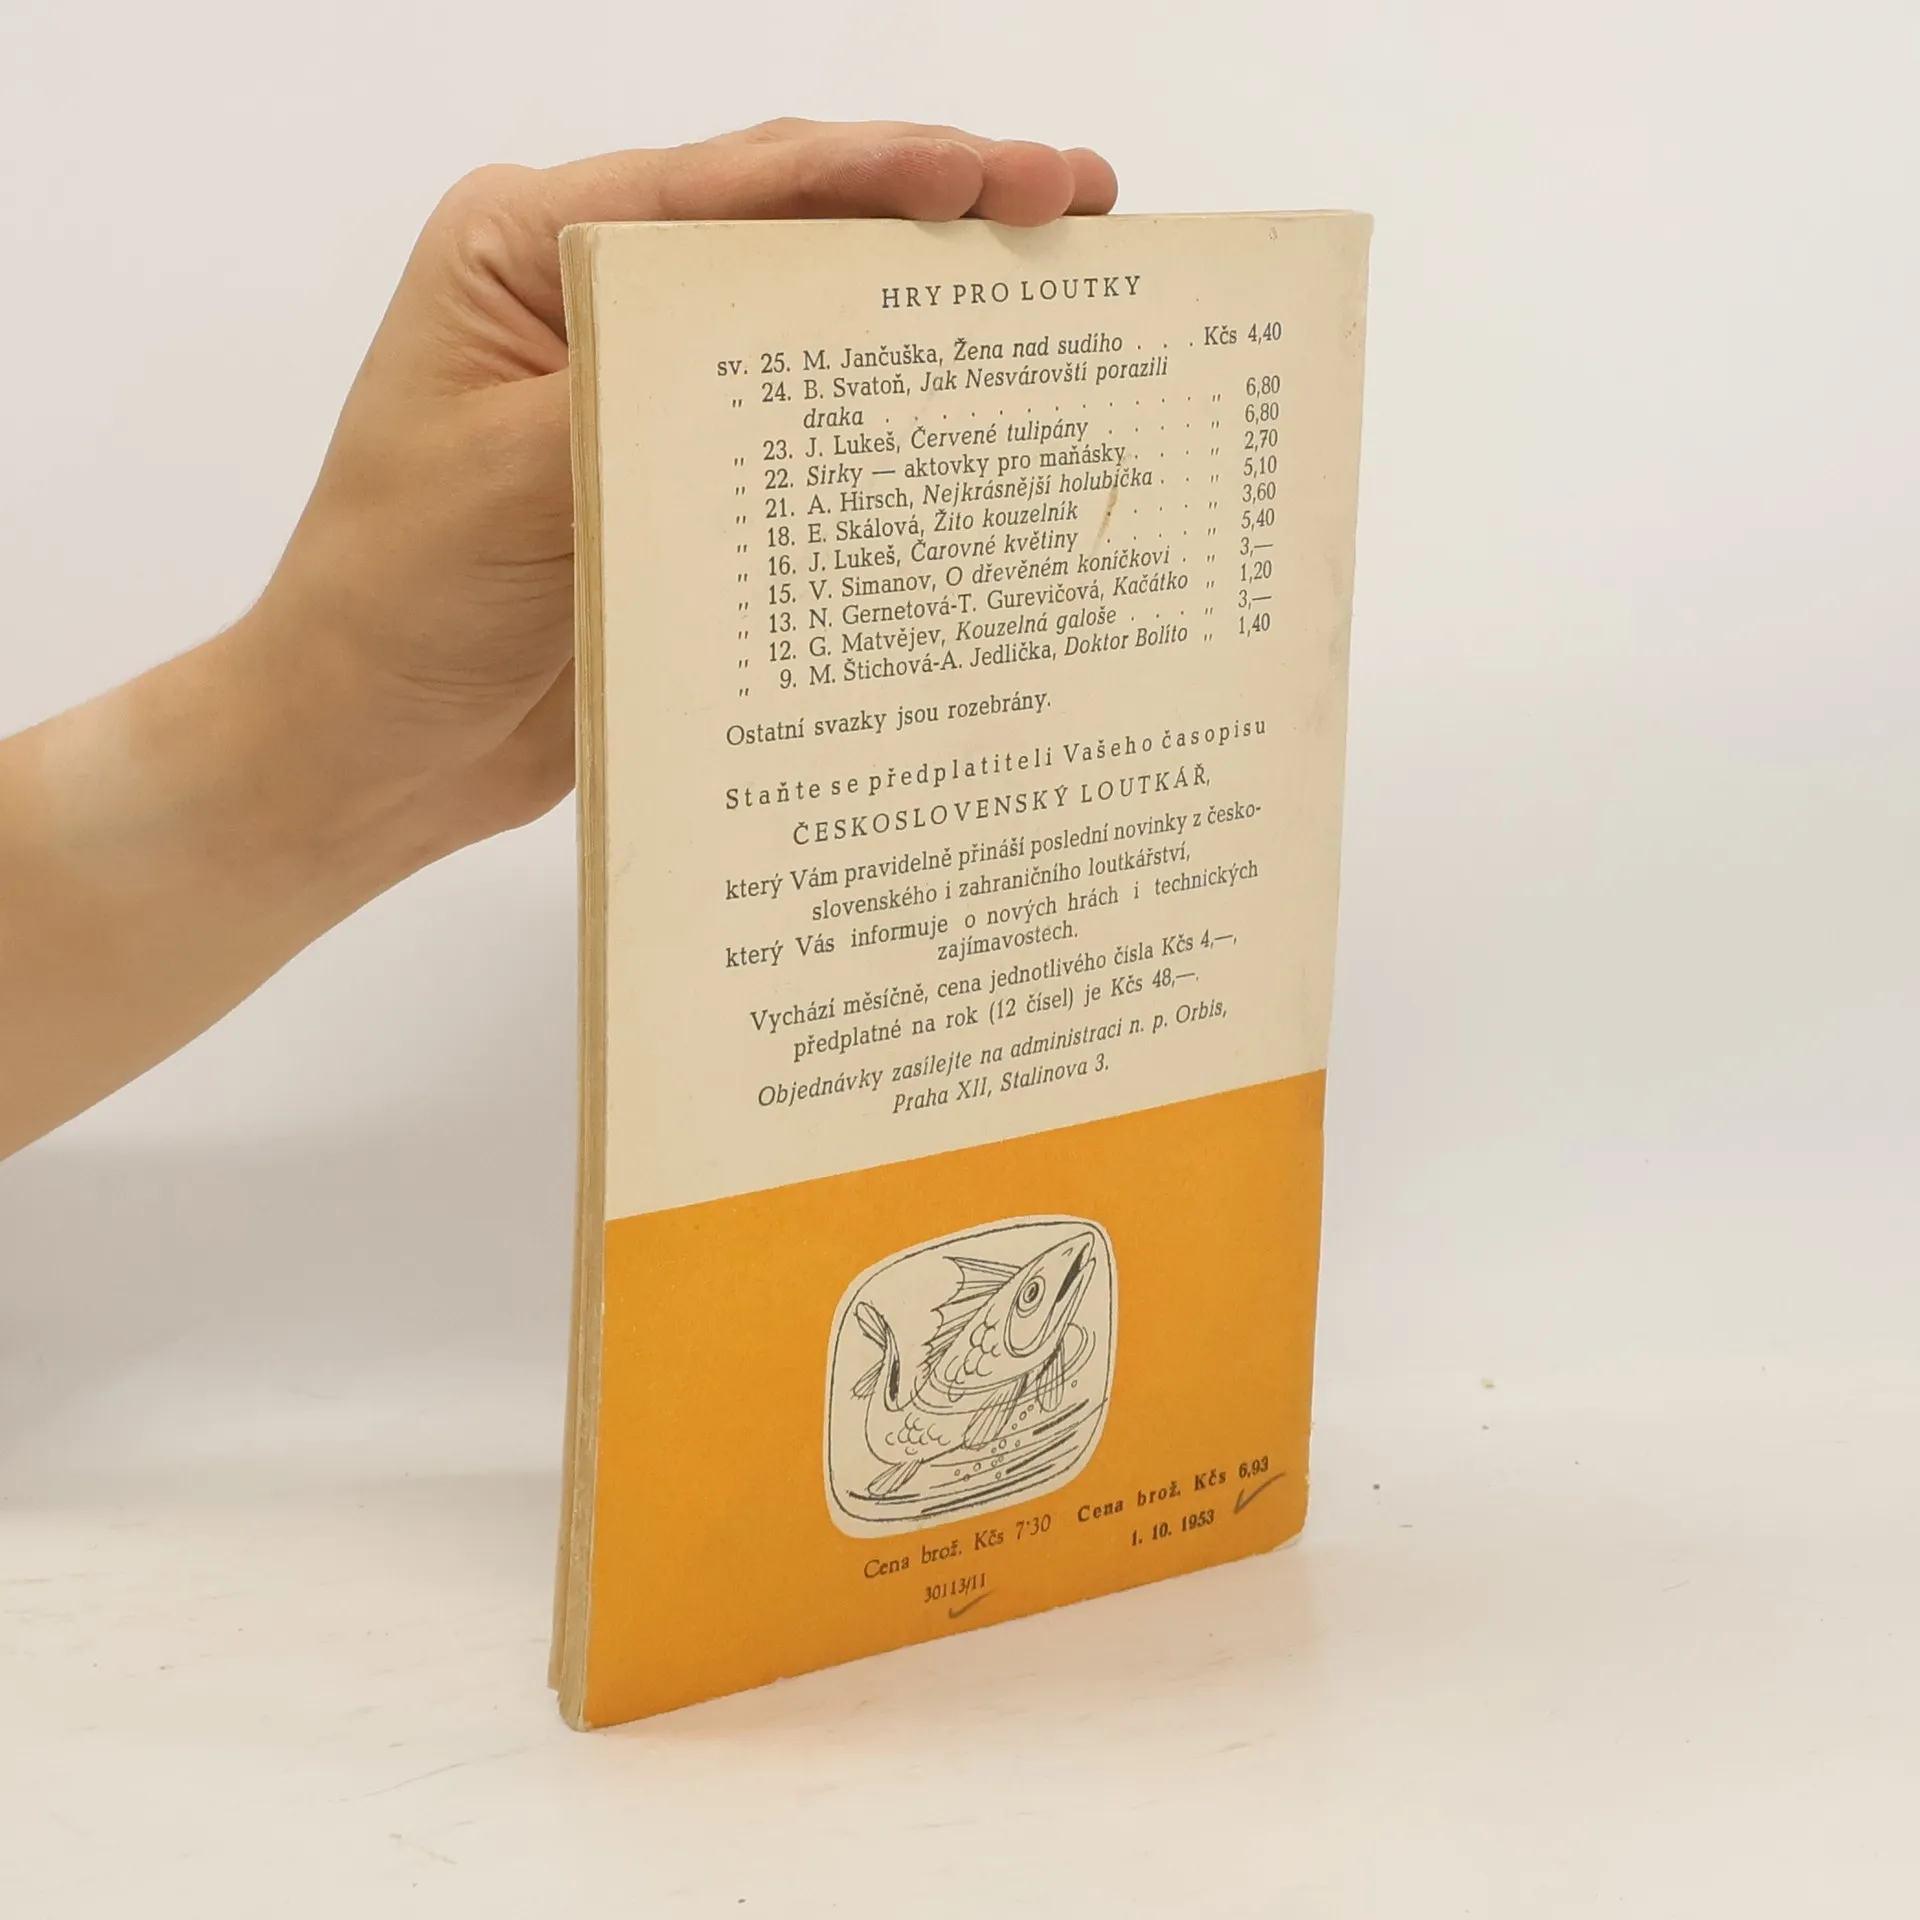 HRY PRO LOUTKY
sv. 25. M. Jančuška, Žena nad sudího . . . Kčs 4,40
„ 24. B. Svatoň, Jak Nesvárovští porazili
draka . . . . . . . . . . . „ 6,80
„ 23. J. Lukeš, Červené tulipány . . . . „ 6,80
„ 22. Sirky — aktovky pro maňásky . . . „ 2,70
„ 21. A. Hirsch, Nejkrásnější holubička . . „ 5,10
„ 18. E. Skálová, Žito kouzelník . . . . „ 3,60
„ 16. J. Lukeš, Čarovné květiny . . . . „ 5,40
„ 15. V. Simanov, O dřevěném koníčkovi . „ 3,—
„ 13. N. Gernetová-T. Gurevičová, Kačátko „ 1,20
„ 12. G. Matvějev, Kouzelná galoše . . . „ 3,—
„ 9. M. Štichová-A. Jedlička, Doktor Bolíto „ 1,40
Ostatní svazky jsou rozebrány.
Staňte se předplatiteli Vašeho časopisu
ČESKOSLOVENSKÝ LOUTKÁŘ,
který Vám pravidelně přináší poslední novinky z česko-
slovenského i zahraničního loutkářství,
který Vás informuje o nových hrách i technických
zajímavostech.
Vychází měsíčně, cena jednotlivého čísla Kčs 4,—,
předplatné na rok (12 čísel) je Kčs 48,—.
Objednávky zasílejte na administraci n. p. Orbis,
Praha XII, Stalinova 3.
Cena brož. Kčs 7·30 Cena brož. Kčs 6,93
1. 10. 1953
30113/11